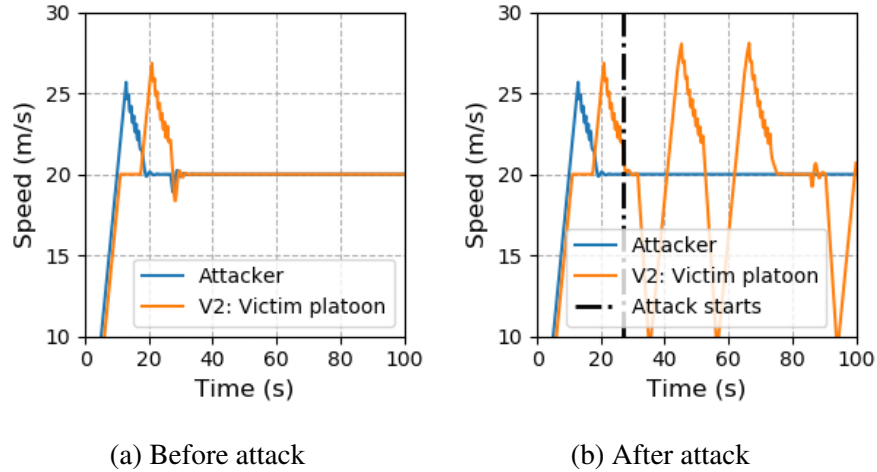 30
25
20
15
10
Speed (m/s)
0 20 40 60 80 100
Time (s)
Attacker
V2: Victim platoon
(a) Before attack
30
25
20
15
10
Speed (m/s)
0 20 40 60 80 100
Time (s)
Attacker
V2: Victim platoon
Attack starts
(b) After attack